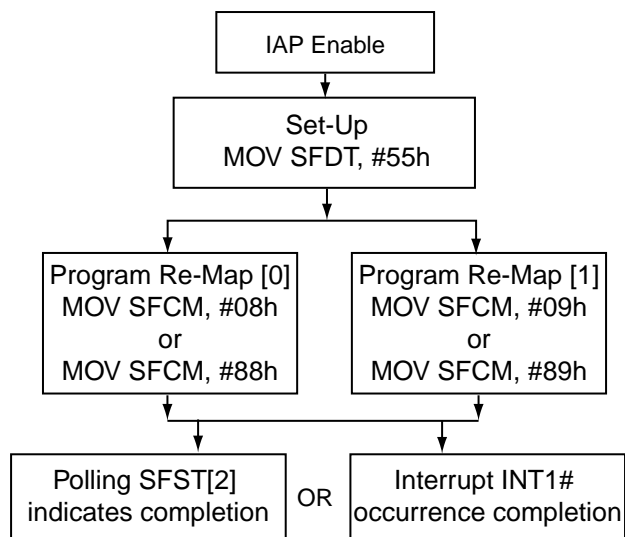 IAP Enable
Set-Up
MOV SFDT, #55h
Program Re-Map [0]
MOV SFCM, #08h
or
MOV SFCM, #88h
Program Re-Map [1]
MOV SFCM, #09h
or
MOV SFCM, #89h
Polling SFST[2]
indicates completion
OR
Interrupt INT1#
occurrence completion